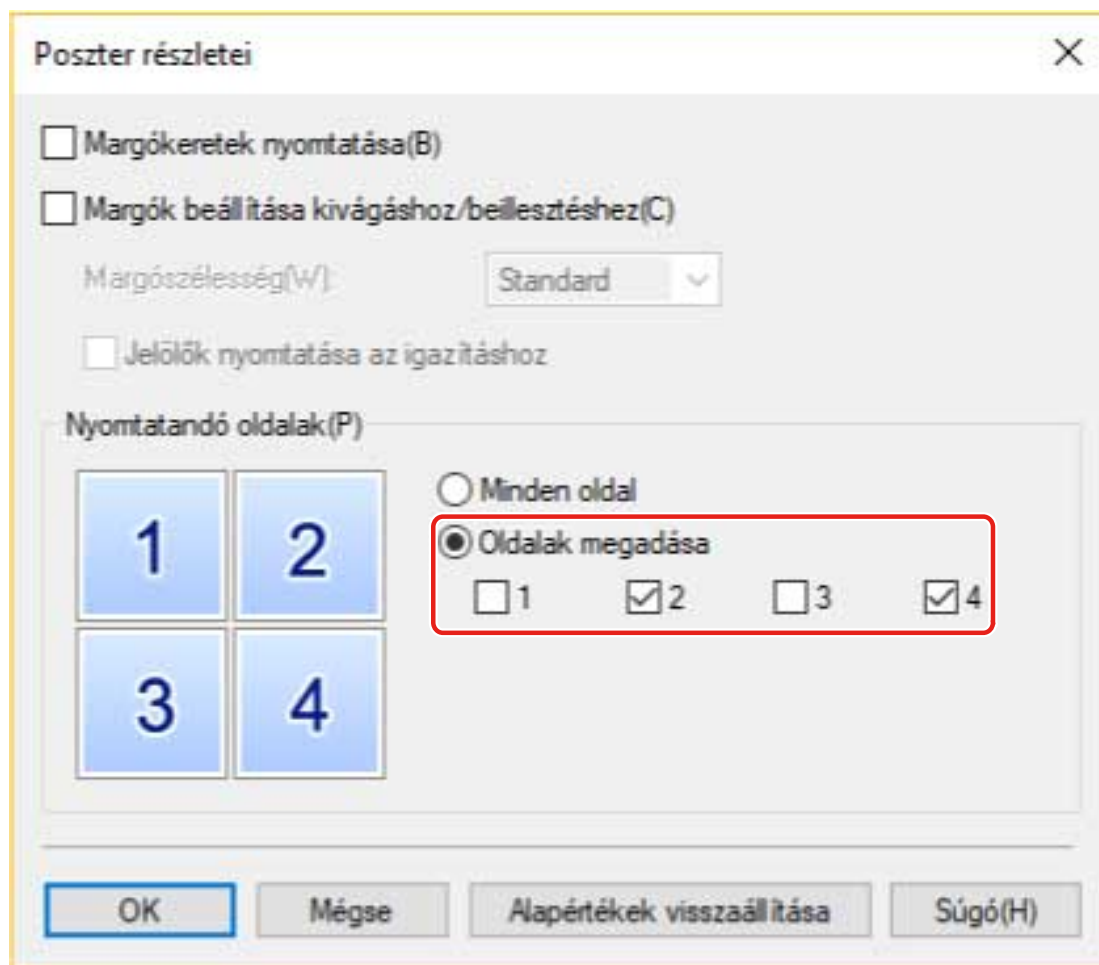 Poszter részletei
Margókeretek nyomtatása(B)
Margók beállítása kivágáshoz/beillesztéshez(C)
Margószélesség(W): Standard
Jelölők nyomtatása az igazításhoz
Nyomtatandó oldalak(P)
1 2
3 4
Minden oldal
Oldalak megadása
1 2 3 4
OK Mégse Alapértékek visszaállítása Súgó(H)